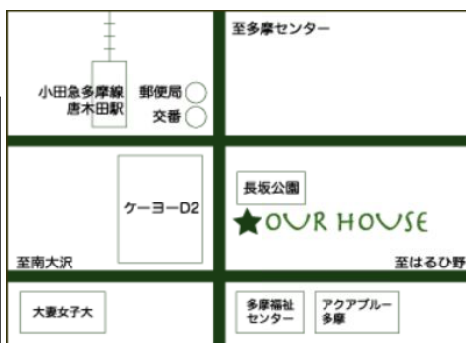 至多摩センター
小田急多摩線
唐木田駅
郵便局
交番
ケーヨーD2
長坂公園
★OUR HOUSE
至南大沢
至はるひ野
大妻女子大
多摩福祉
センター
アクアブルー
多摩